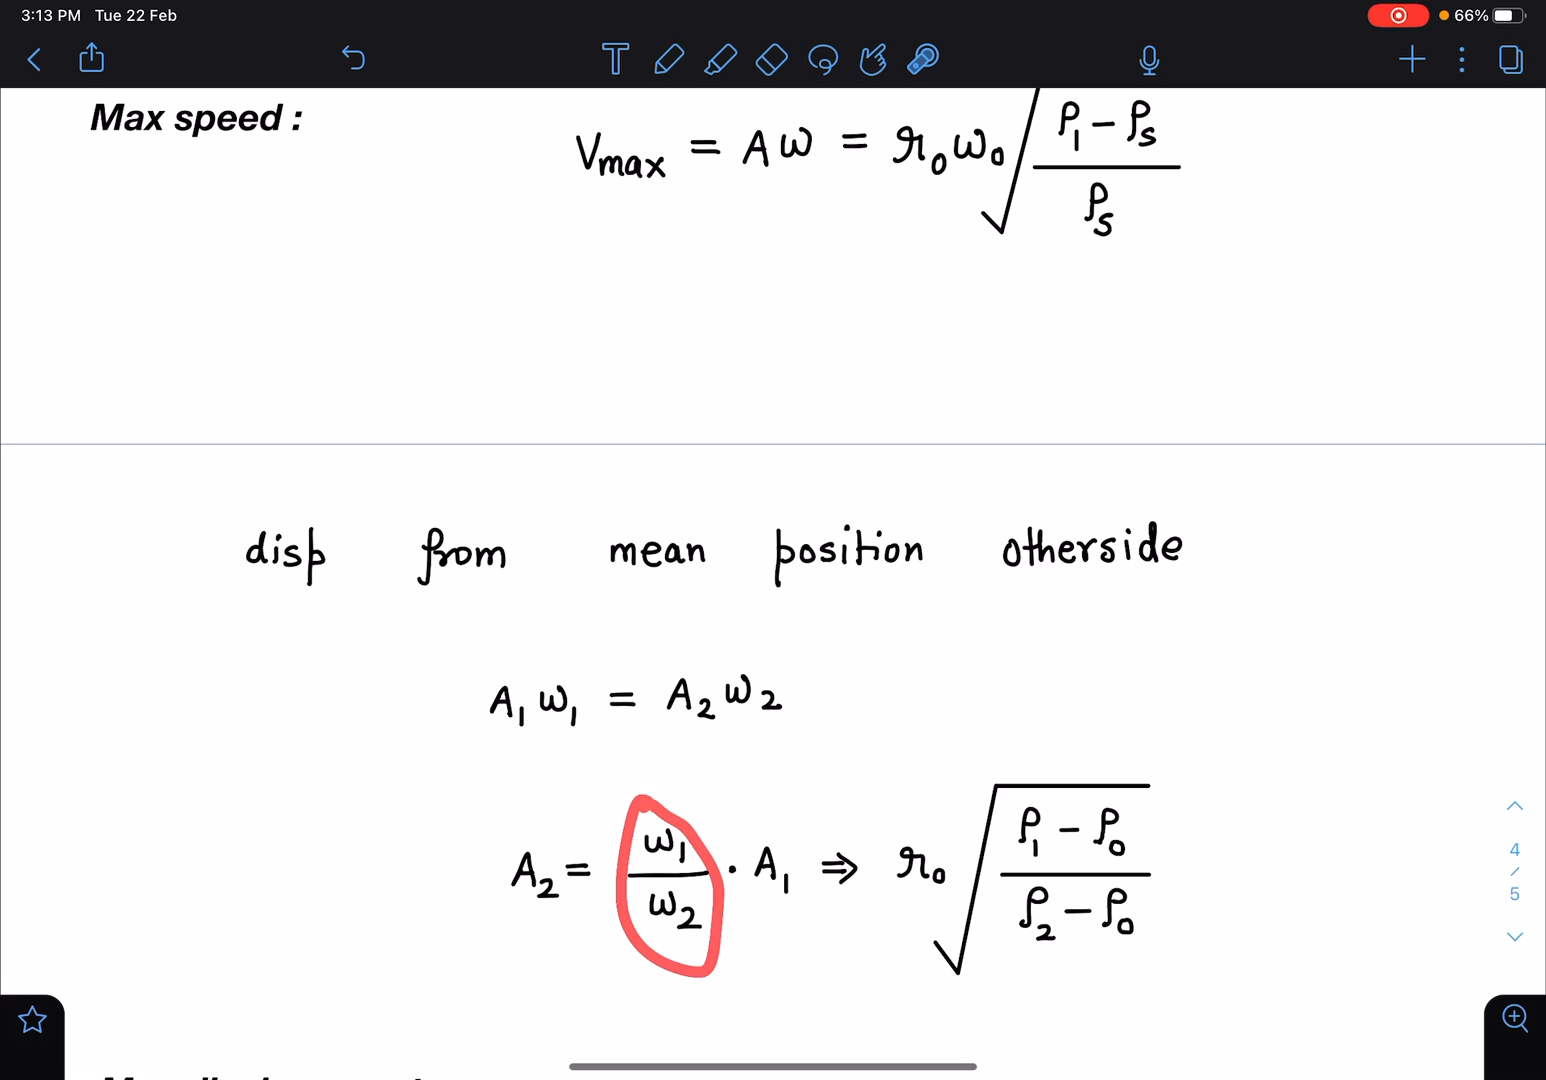 3:13 PM Tue 22 Feb 66%
Max speed :
Vmax = Aω = r₀ω₀ √((ρ₁ − ρs)/ρs)
disp from mean position otherside
A₁ω₁ = A₂ω₂
A₂ = ω₁/ω₂ · A₁ ⇒ r₀ √((ρ₁ − ρ₀)/(ρ₂ − ρ₀))
4 / 5